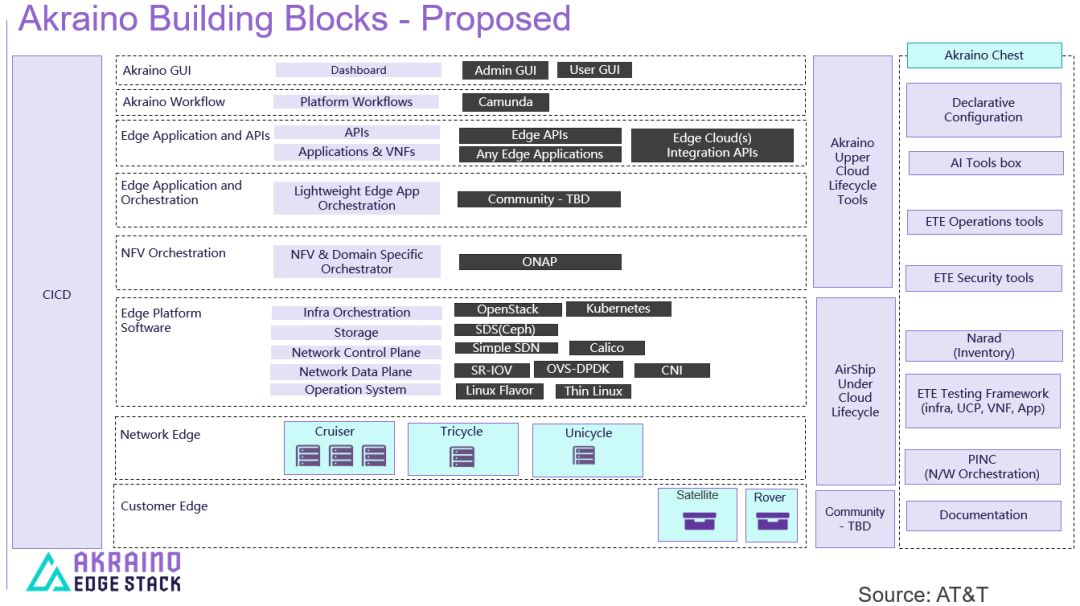 Akraino Building Blocks - Proposed
CICD
Akraino GUI
Dashboard
Admin GUI
User GUI
Akraino Workflow
Platform Workflows
Camunda
Edge Application and APIs
APIs
Applications & VNFs
Edge APIs
Any Edge Applications
Edge Cloud(s)
Integration APIs
Edge Application and
Orchestration
Lightweight Edge App
Orchestration
Community - TBD
NFV Orchestration
NFV & Domain Specific
Orchestrator
ONAP
Edge Platform
Software
Infra Orchestration
OpenStack
Kubernetes
Storage
SDS(Ceph)
Network Control Plane
Simple SDN
Calico
Network Data Plane
SR-IOV
OVS-DPDK
CNI
Operation System
Linux Flavor
Thin Linux
Network Edge
Cruiser
Tricycle
Unicycle
Customer Edge
Satellite
Rover
Akraino
Upper
Cloud
Lifecycle
Tools
AirShip
Under
Cloud
Lifecycle
Community
- TBD
Akraino Chest
Declarative
Configuration
AI Tools box
ETE Operations tools
ETE Security tools
Narad
(Inventory)
ETE Testing Framework
(infra, UCP, VNF, App)
PINC
(N/W Orchestration)
Documentation
AKRAINO
EDGE STACK
Source: AT&T